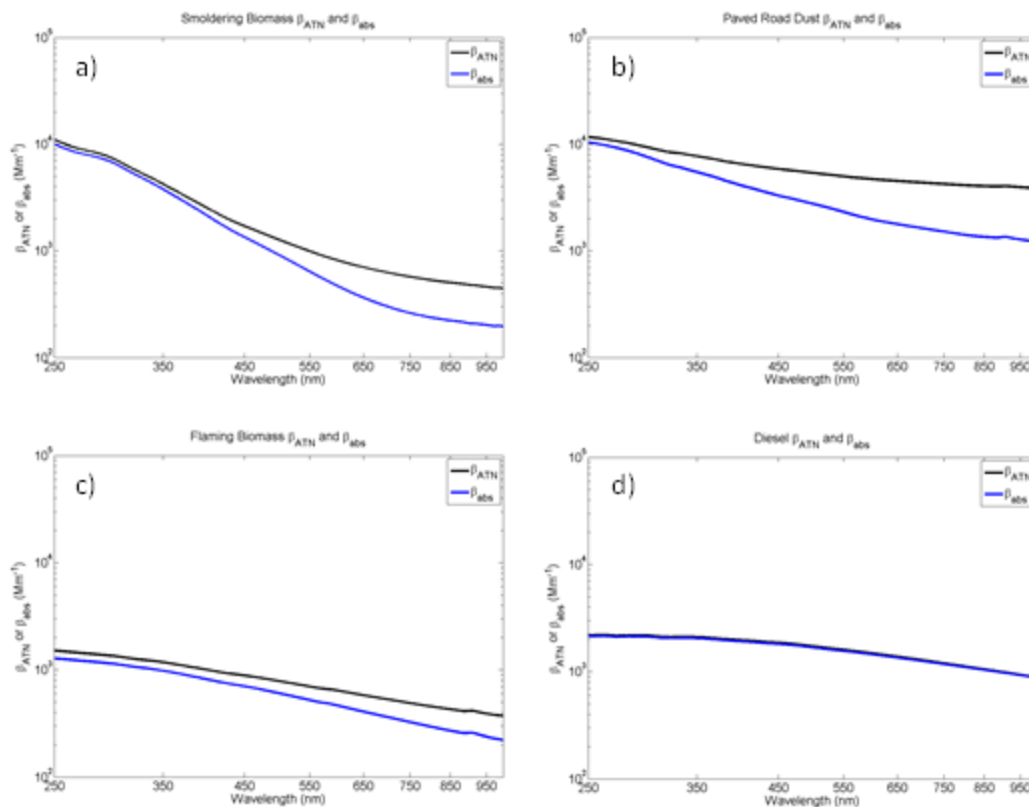 Smoldering Biomass βATN and βabs
a)
βATN
βabs
10⁵
10⁴
10³
10²
βATN or βabs (Mm⁻¹)
250 350 450 550 650 750 850 950
Wavelength (nm)
Paved Road Dust βATN and βabs
b)
βATN
βabs
10⁵
10⁴
10³
10²
βATN or βabs (Mm⁻¹)
250 350 450 550 650 750 850 950
Wavelength (nm)
Flaming Biomass βATN and βabs
c)
βATN
βabs
10⁵
10⁴
10³
10²
βATN or βabs (Mm⁻¹)
250 350 450 550 650 750 850 950
Wavelength (nm)
Diesel βATN and βabs
d)
βATN
βabs
10⁵
10⁴
10³
10²
βATN or βabs (Mm⁻¹)
250 350 450 550 650 750 850 950
Wavelength (nm)